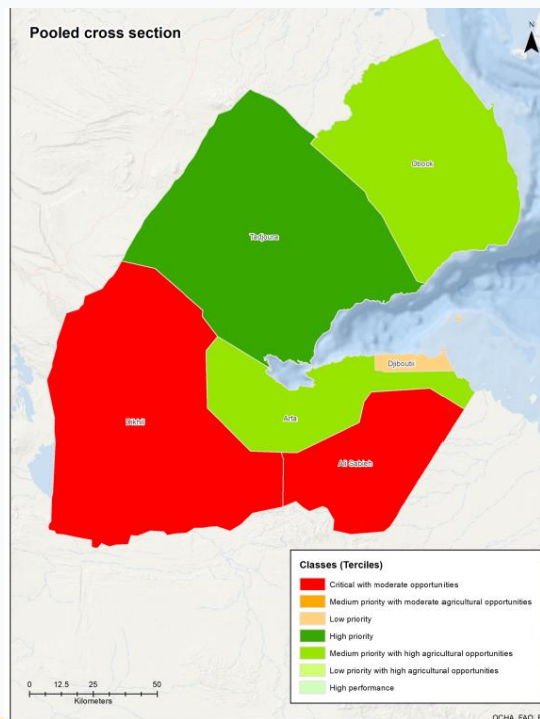 Pooled cross section
N
Obock
Tadjoura
Djibouti
Arta
Dikhil
Ali Sabieh
Classes (Terciles)
Critical with moderate opportunities
Medium priority with moderate agricultural opportunities
Low priority
High priority
Medium priority with high agricultural opportunities
Low priority with high agricultural opportunities
High performance
0 12.5 25 50
Kilometers
OCHA, FAO,